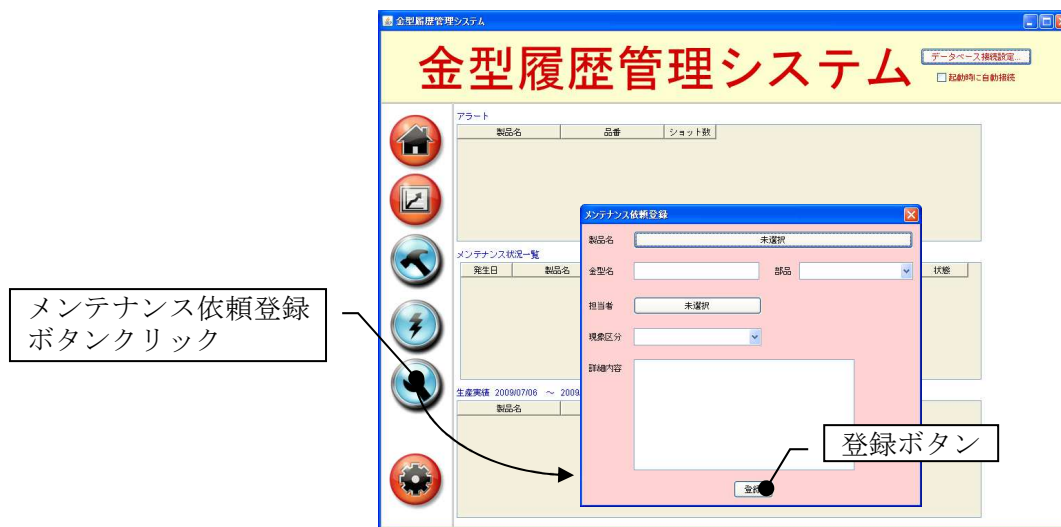 金型履歴管理システム
金型履歴管理システム
データベース接続設定...
起動時に自動接続
アラート
製品名 品番 ショット数
メンテナンス依頼登録
製品名 未選択
メンテナンス状況一覧
発生日 製品名 状態
金型名 部品
担当者 未選択
現象区分
詳細内容
メンテナンス依頼登録
ボタンクリック
生産実績 2009/07/06 ～ 2009
製品名
登録ボタン